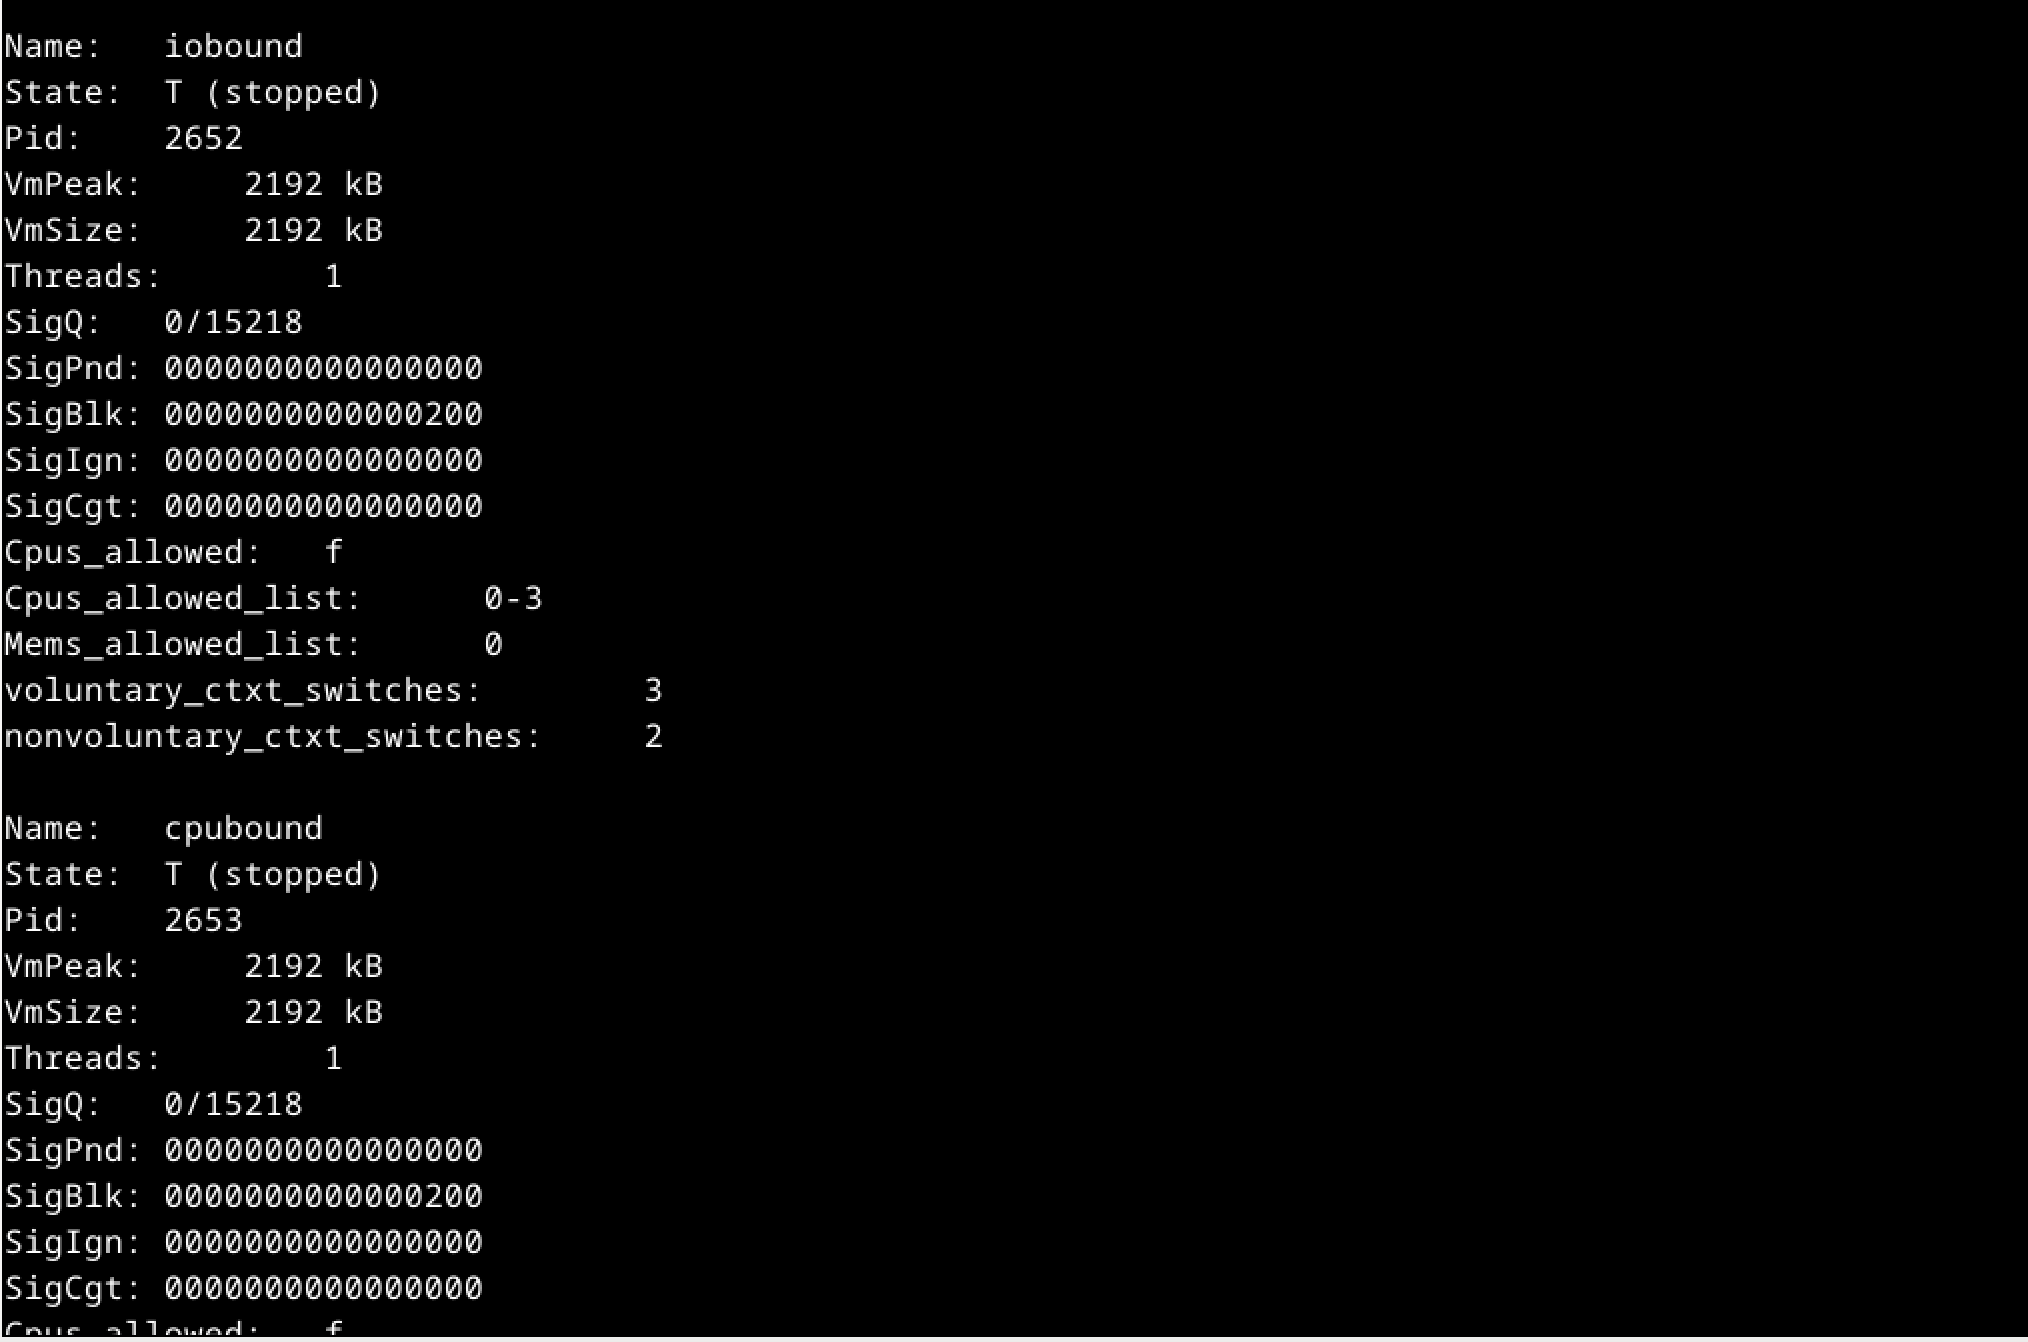 Name:   iobound
State:  T (stopped)
Pid:    2652
VmPeak:     2192 kB
VmSize:     2192 kB
Threads:        1
SigQ:   0/15218
SigPnd: 0000000000000000
SigBlk: 0000000000000200
SigIgn: 0000000000000000
SigCgt: 0000000000000000
Cpus_allowed:   f
Cpus_allowed_list:      0-3
Mems_allowed_list:      0
voluntary_ctxt_switches:        3
nonvoluntary_ctxt_switches:     2

Name:   cpubound
State:  T (stopped)
Pid:    2653
VmPeak:     2192 kB
VmSize:     2192 kB
Threads:        1
SigQ:   0/15218
SigPnd: 0000000000000000
SigBlk: 0000000000000200
SigIgn: 0000000000000000
SigCgt: 0000000000000000
Cpus_allowed:   f